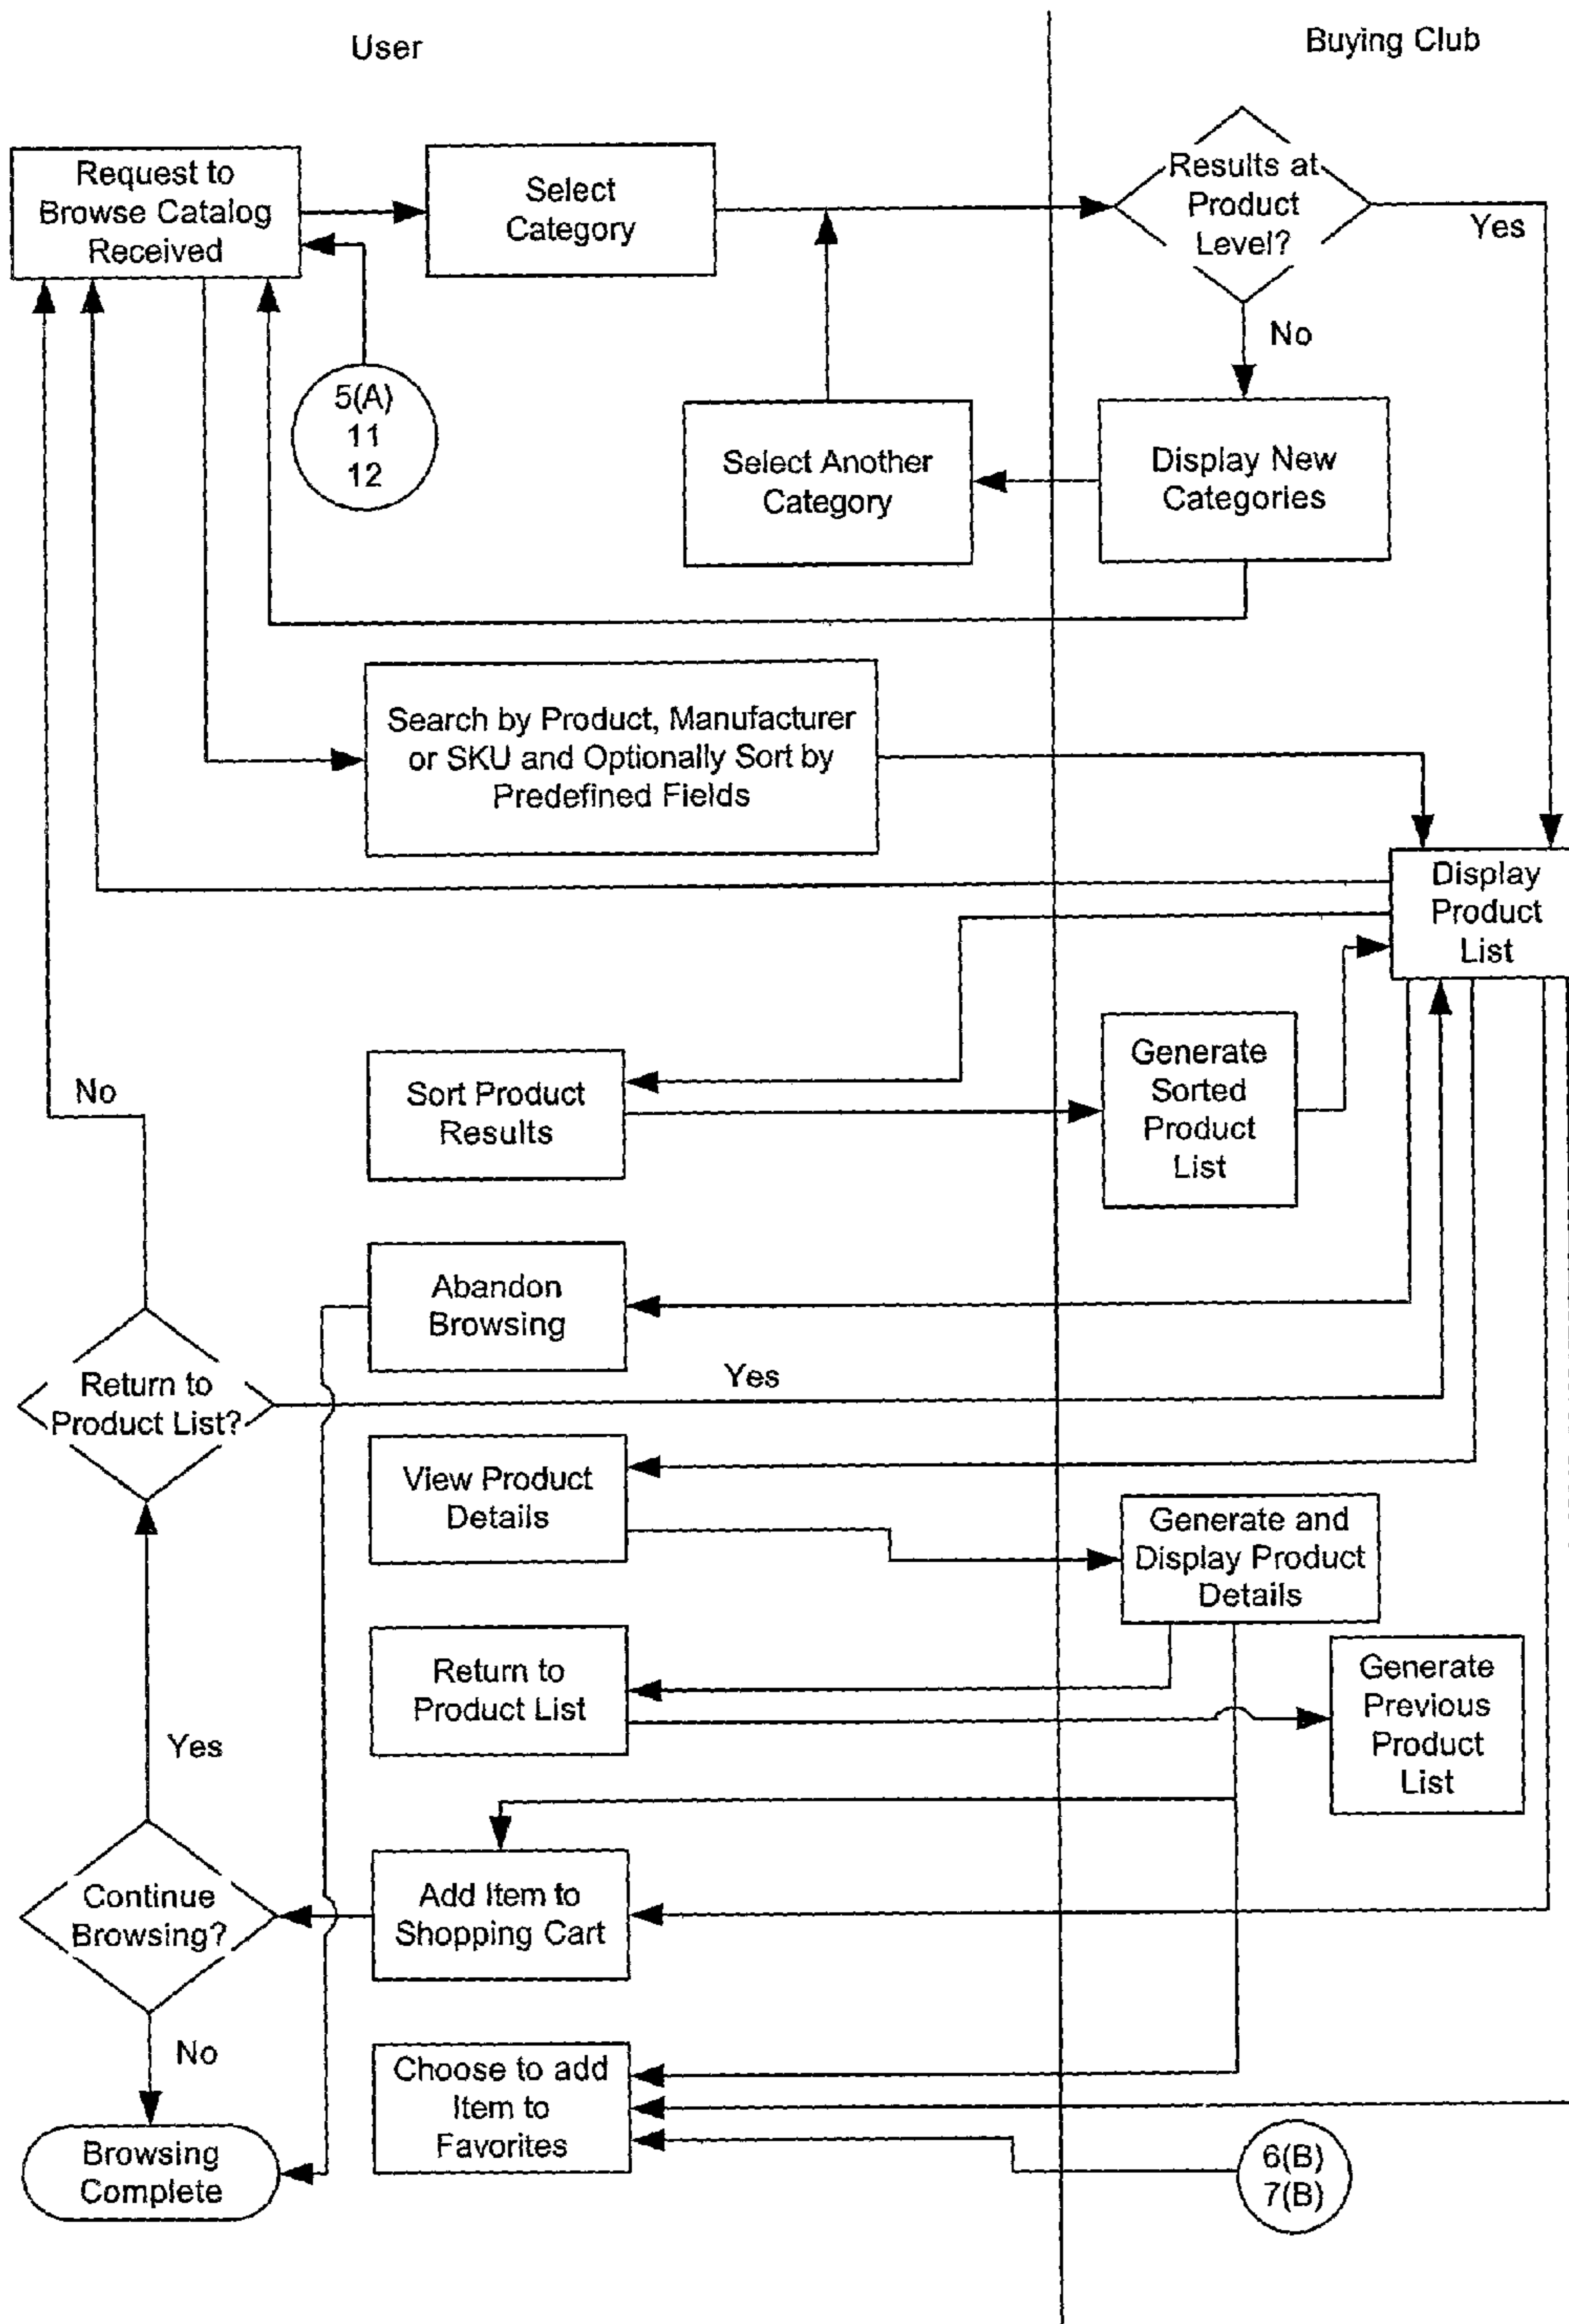 User
Buying Club
Request to
Browse Catalog
Received
Select
Category
Results at
Product
Level?
Yes
No
5(A)
11
12
Select Another
Category
Display New
Categories
Search by Product, Manufacturer
or SKU and Optionally Sort by
Predefined Fields
Display
Product
List
Sort Product
Results
Generate
Sorted
Product
List
No
Abandon
Browsing
Return to
Product List?
Yes
View Product
Details
Generate and
Display Product
Details
Return to
Product List
Generate
Previous
Product
List
Yes
Continue
Browsing?
Add Item to
Shopping Cart
No
Choose to add
Item to
Favorites
Browsing
Complete
6(B)
7(B)